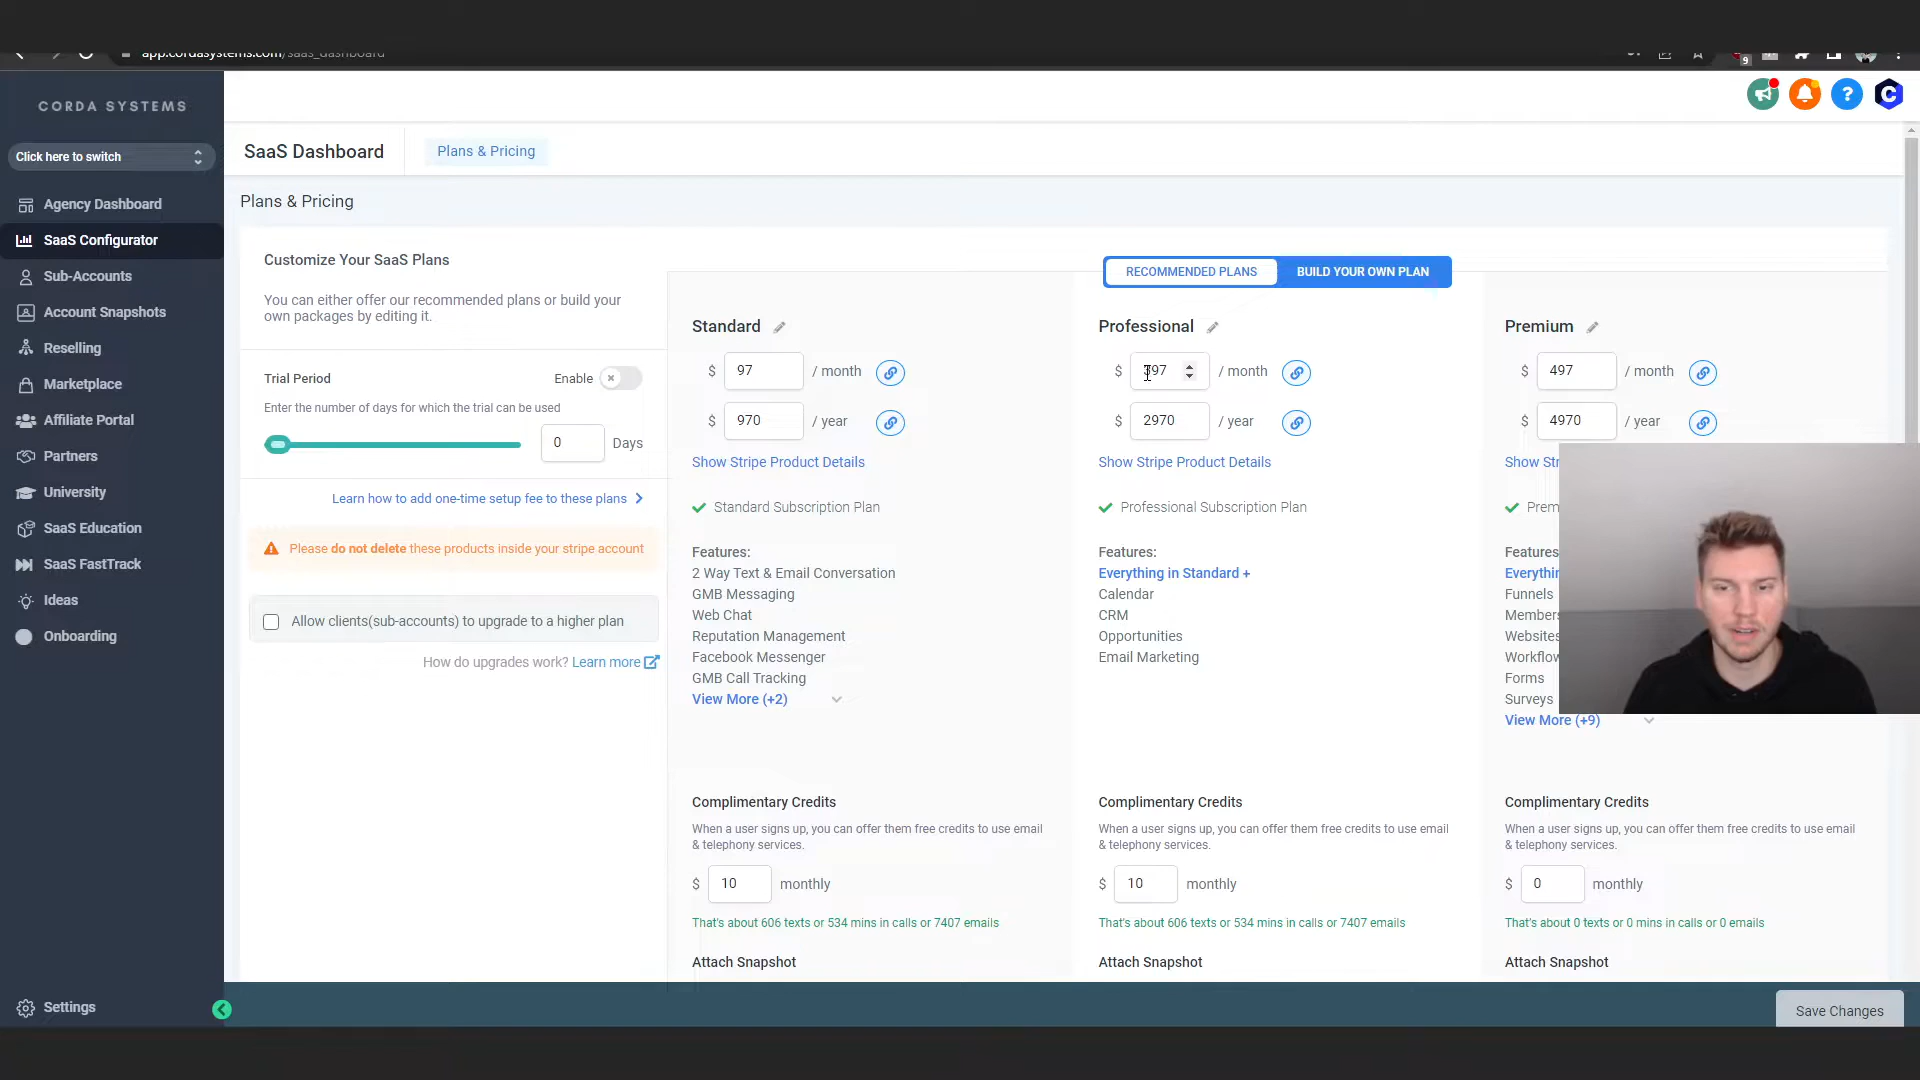 app.cordasystems.com/saas_dashboard
9
CORDA SYSTEMS
Click here to switch
Agency Dashboard
SaaS Configurator
Sub-Accounts
Account Snapshots
Reselling
Marketplace
Affiliate Portal
Partners
University
SaaS Education
SaaS FastTrack
Ideas
Onboarding
Settings
?
C
SaaS Dashboard
Plans & Pricing
Plans & Pricing
Customize Your SaaS Plans
You can either offer our recommended plans or build your
own packages by editing it.
Trial Period
Enable
Enter the number of days for which the trial can be used
0 Days
Learn how to add one-time setup fee to these plans
Please do not delete these products inside your stripe account
Allow clients(sub-accounts) to upgrade to a higher plan
How do upgrades work? Learn more
RECOMMENDED PLANS
BUILD YOUR OWN PLAN
Standard
$ 97 / month
$ 970 / year
Show Stripe Product Details
Standard Subscription Plan
Features:
2 Way Text & Email Conversation
GMB Messaging
Web Chat
Reputation Management
Facebook Messenger
GMB Call Tracking
View More (+2)
Complimentary Credits
When a user signs up, you can offer them free credits to use email
& telephony services.
$ 10 monthly
That's about 606 texts or 534 mins in calls or 7407 emails
Attach Snapshot
Professional
$ 97 / month
$ 2970 / year
Show Stripe Product Details
Professional Subscription Plan
Features:
Everything in Standard +
Calendar
CRM
Opportunities
Email Marketing
Complimentary Credits
When a user signs up, you can offer them free credits to use email
& telephony services.
$ 10 monthly
That's about 606 texts or 534 mins in calls or 7407 emails
Attach Snapshot
Premium
$ 497 / month
$ 4970 / year
Show St
Prem
Features
Everythin
Funnels
Members
Websites
Workflow
Forms
Surveys
View More (+9)
Complimentary Credits
When a user signs up, you can offer them free credits to use email
& telephony services.
$ 0 monthly
That's about 0 texts or 0 mins in calls or 0 emails
Attach Snapshot
Save Changes